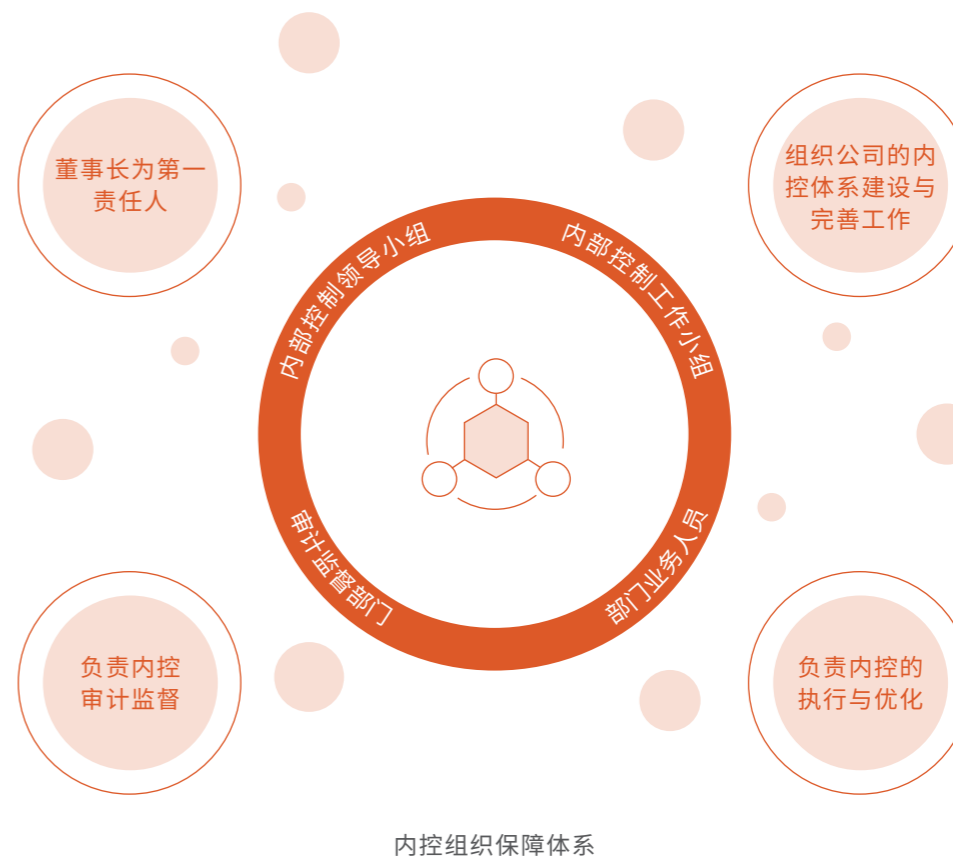 董事长为第一
责任人
组织公司的内
控体系建设与
完善工作
内部控制领导小组
内部控制工作小组
审计监督部门
部门业务人员
负责内控
审计监督
负责内控的
执行与优化
内控组织保障体系